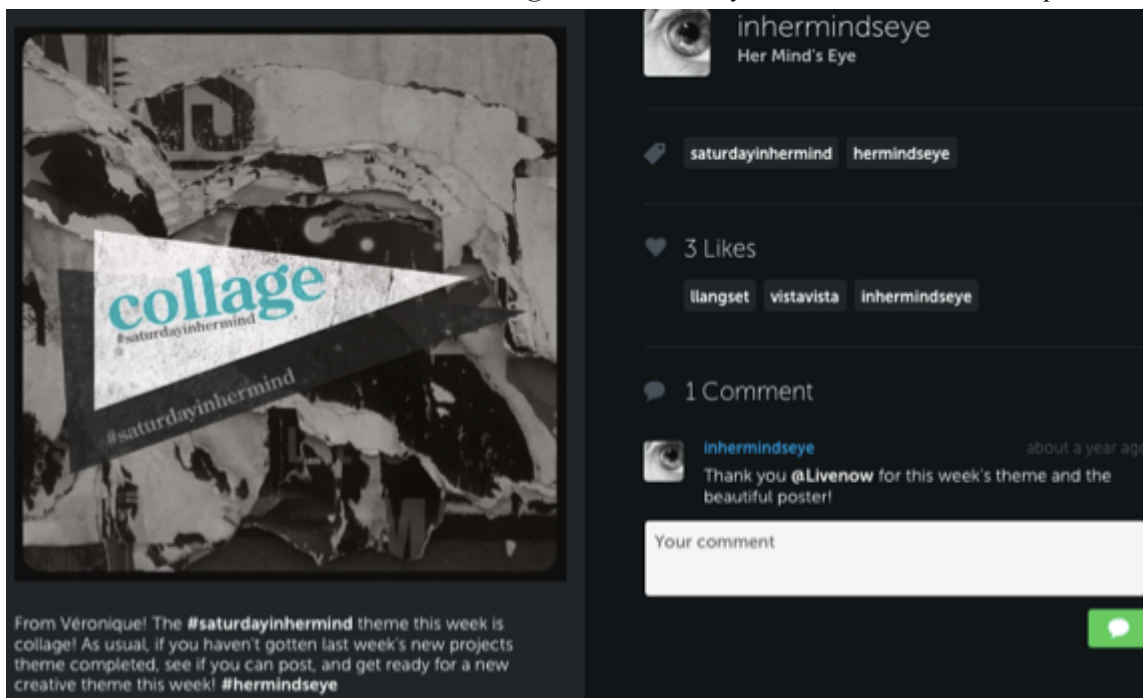 inhermindseye
Her Mind's Eye
saturdayinhermind hermindseye
3 Likes
llangset vistavista inhermindseye
1 Comment
inhermindseye about a year ago
Thank you @Livenow for this week's theme and the
beautiful poster!
Your comment
collage
#saturdayinhermind
#saturdayinhermind
From Véronique! The #saturdayinhermind theme this week is
collage! As usual, if you haven't gotten last week's new projects
theme completed, see if you can post, and get ready for a new
creative theme this week! #hermindseye